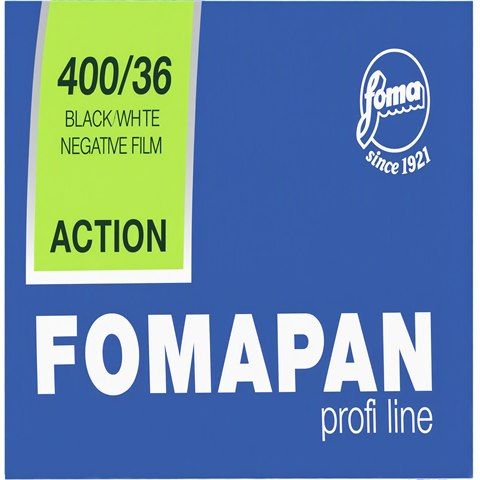 400/36
BLACK/WHITE
NEGATIVE FILM
ACTION
foma
since 1921
FOMAPAN
profi line